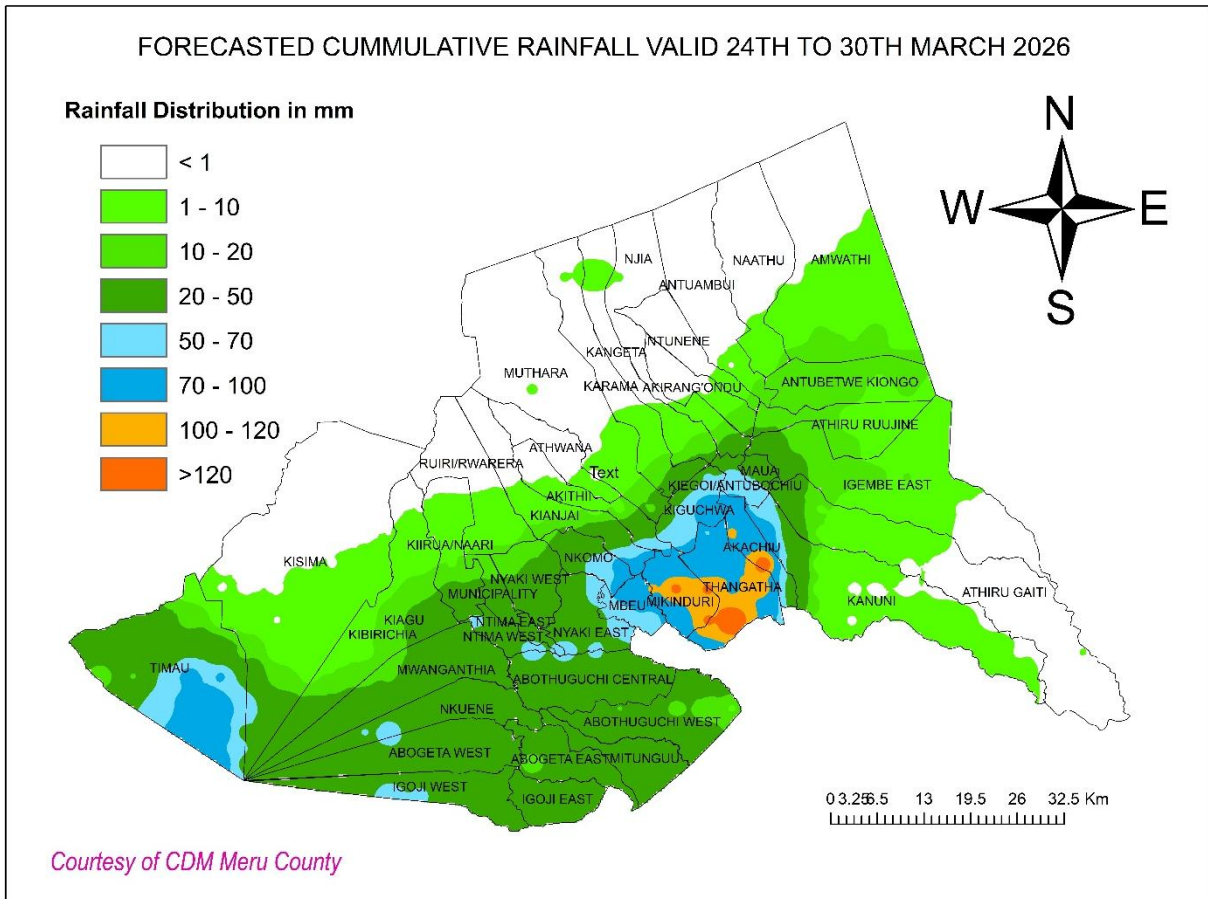 FORECASTED CUMMULATIVE RAINFALL VALID 24TH TO 30TH MARCH 2026
Rainfall Distribution in mm
< 1
1 - 10
10 - 20
20 - 50
50 - 70
70 - 100
100 - 120
>120
N
W E
S
NJIA
NAATHU
AMWATHI
ANTUAMBUI
NTUNENE
KANGETA
MUTHARA
KARAMA
AKIRANG'ONDU
ANTUBETWE KIONGO
ATHIRU RUUJINE
ATHWANA
RUIRI/RWARERA
Text
MAUA
KIEGOI/ANTUBOCHIU
IGEMBE EAST
AKITHII
KIGUCHWA
KIANJAI
KIIRUA/NAARI
AKACHIU
KISIMA
NKOMO
NYAKI WEST
THANGATHA
ATHIRU GAITI
MUNICIPALITY
MBEU
MIKINDURI
KANUNI
KIAGU
NTIMA EAST
KIBIRICHIA
NTIMA WEST
NYAKI EAST
TIMAU
MWANGANTHIA
ABOTHUGUCHI CENTRAL
NKUENE
ABOTHUGUCHI WEST
ABOGETA WEST
ABOGETA EAST
MITUNGUU
IGOJI WEST
IGOJI EAST
0 3.25 6.5 13 19.5 26 32.5 Km
Courtesy of CDM Meru County